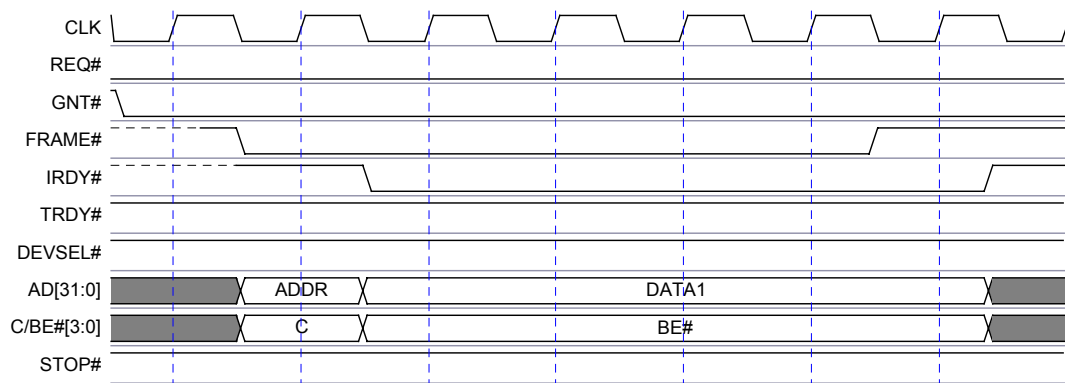 CLK
REQ#
GNT#
FRAME#
IRDY#
TRDY#
DEVSEL#
AD[31:0] ADDR DATA1
C/BE#[3:0] C BE#
STOP#